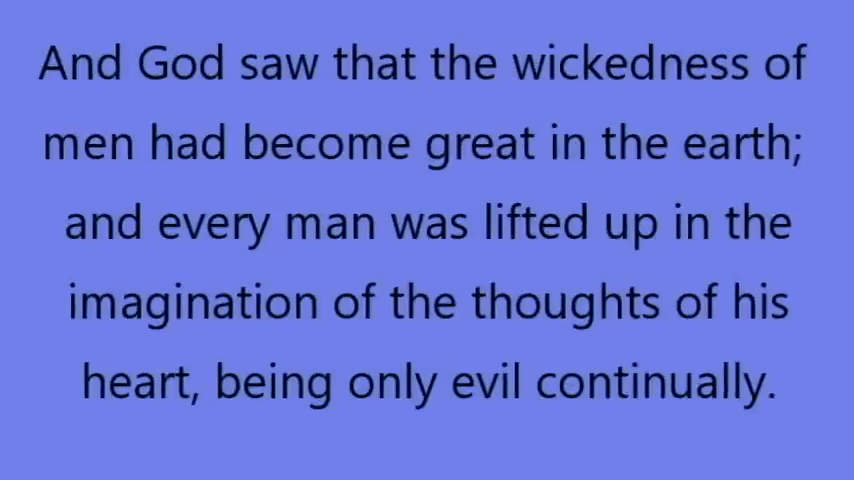 And God saw that the wickedness of
men had become great in the earth;
and every man was lifted up in the
imagination of the thoughts of his
heart, being only evil continually.